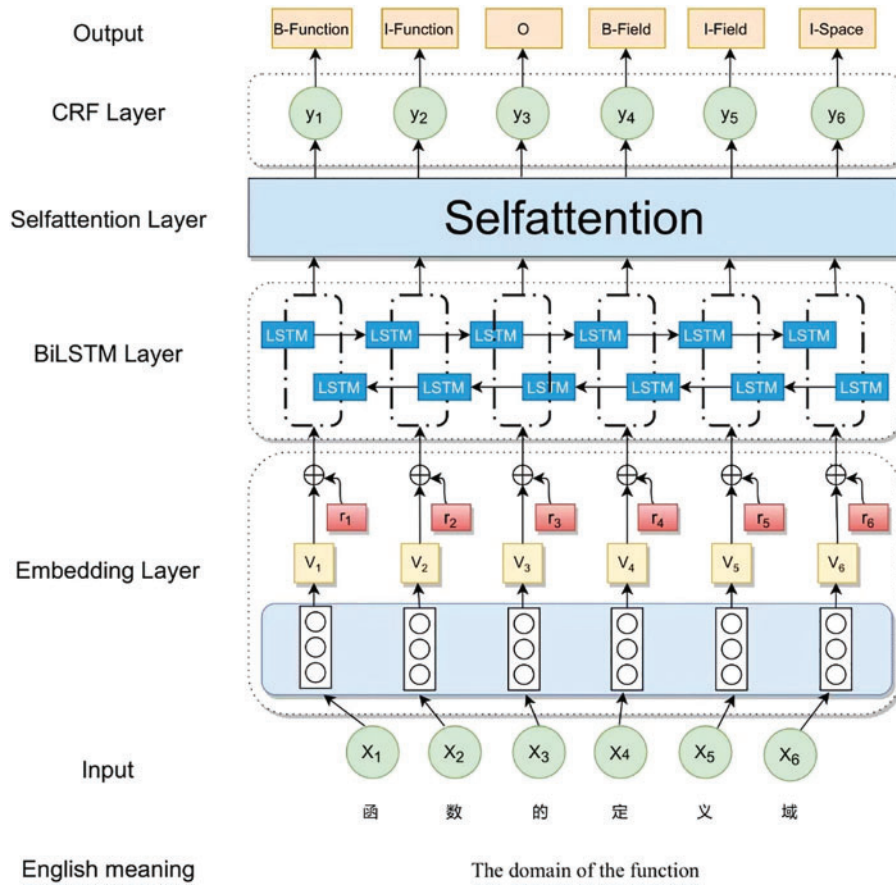 Output B-Function I-Function O B-Field I-Field I-Space
CRF Layer y1 y2 y3 y4 y5 y6
Selfattention Layer Selfattention
LSTM LSTM LSTM LSTM LSTM LSTM
BiLSTM Layer
LSTM LSTM LSTM LSTM LSTM LSTM
r1 r2 r3 r4 r5 r6
Embedding Layer V1 V2 V3 V4 V5 V6
Input X1 X2 X3 X4 X5 X6
函 数 的 定 义 域
English meaning The domain of the function